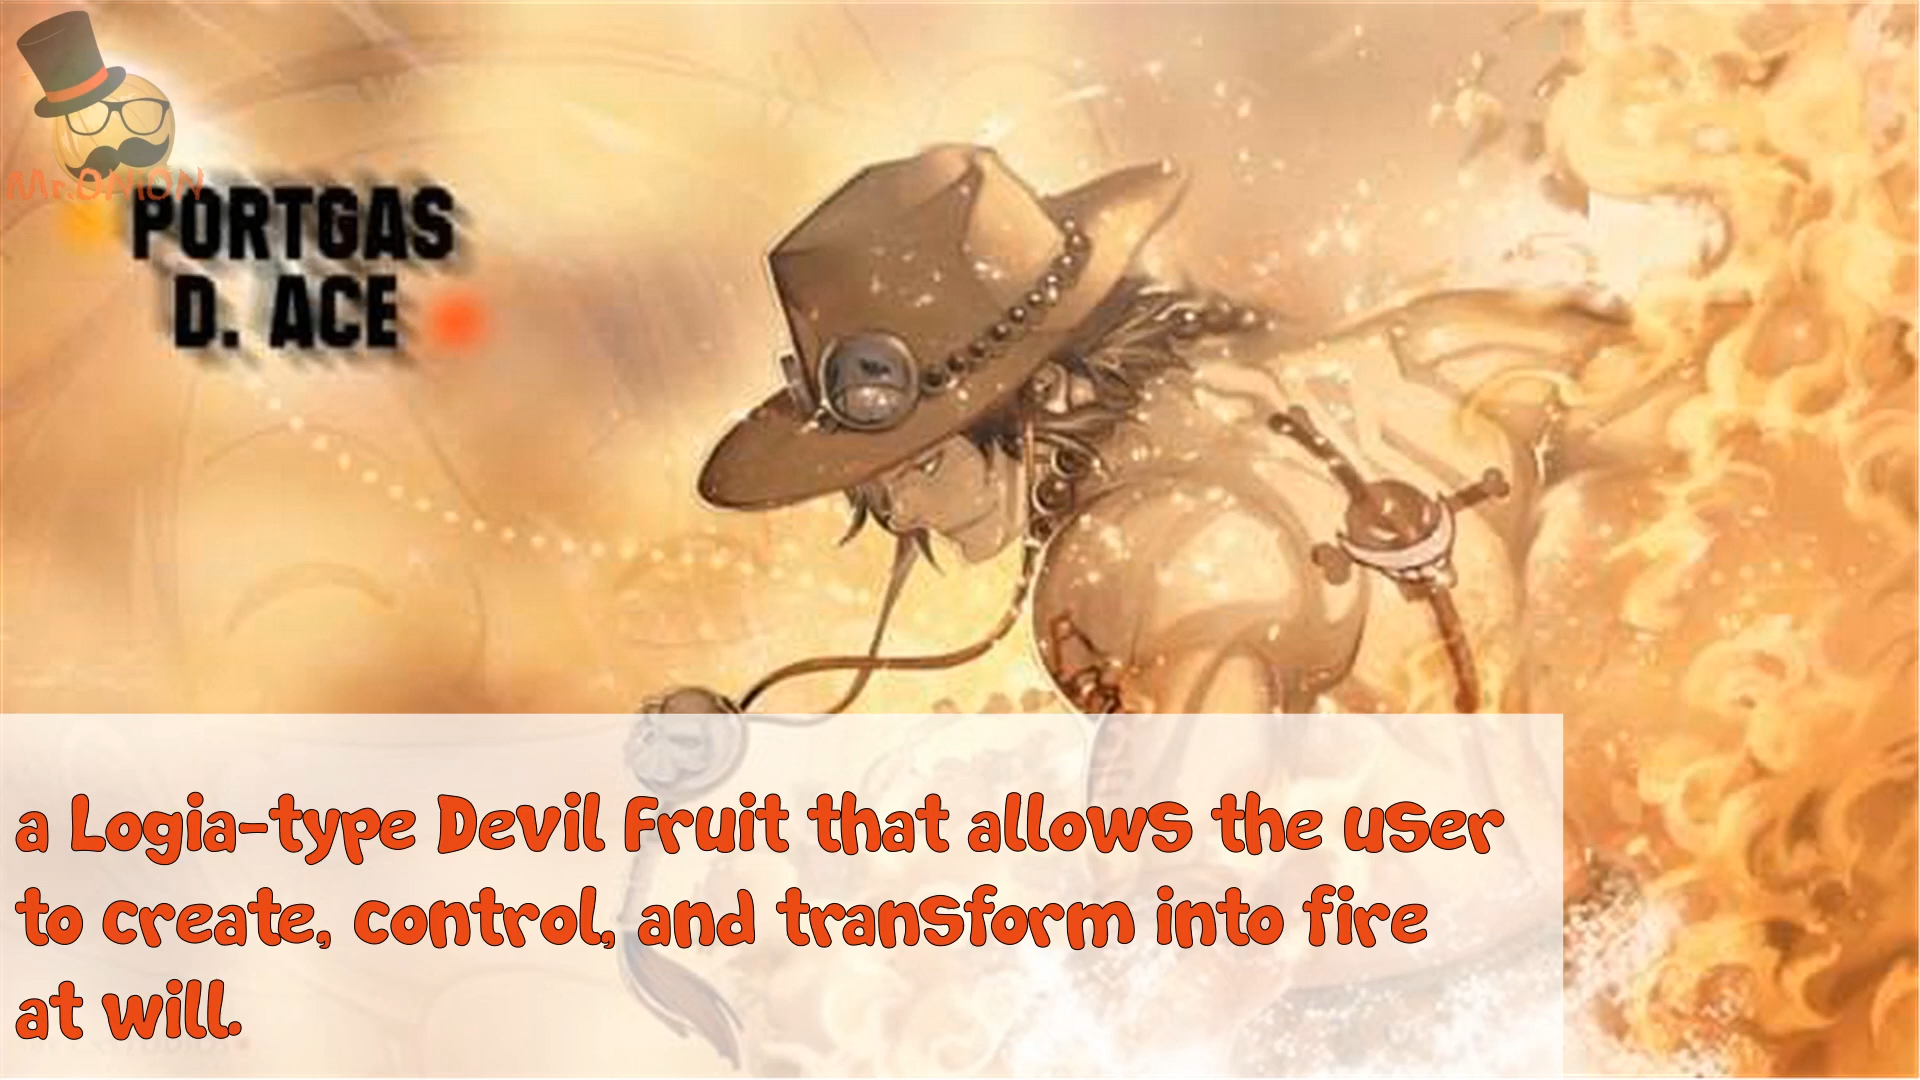 Mr.ONiON
PORTGAS
D. ACE
a Logia-type Devil Fruit that allows the user
to create, control, and transform into fire
at will.